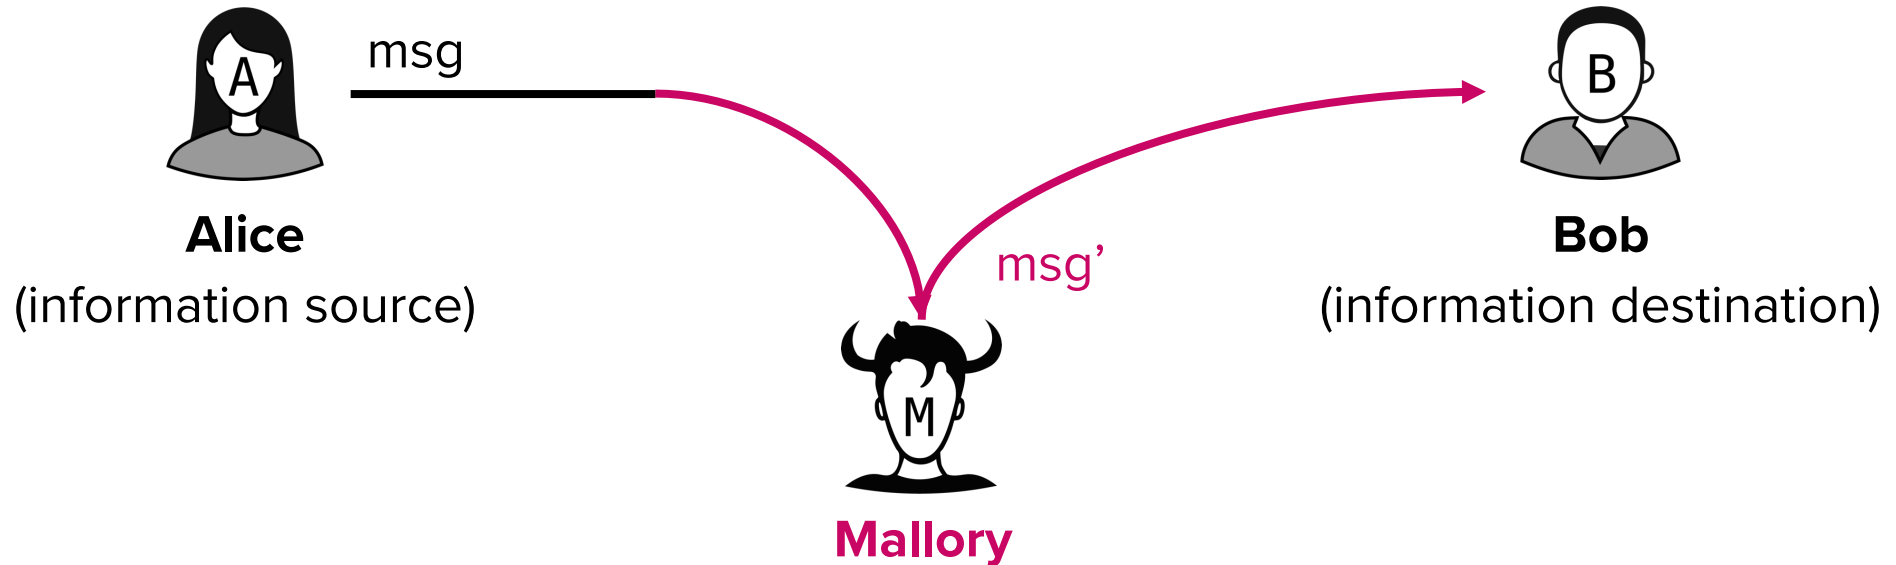 A
msg
B
Alice
(information source)
msg’
Bob
(information destination)
M
Mallory